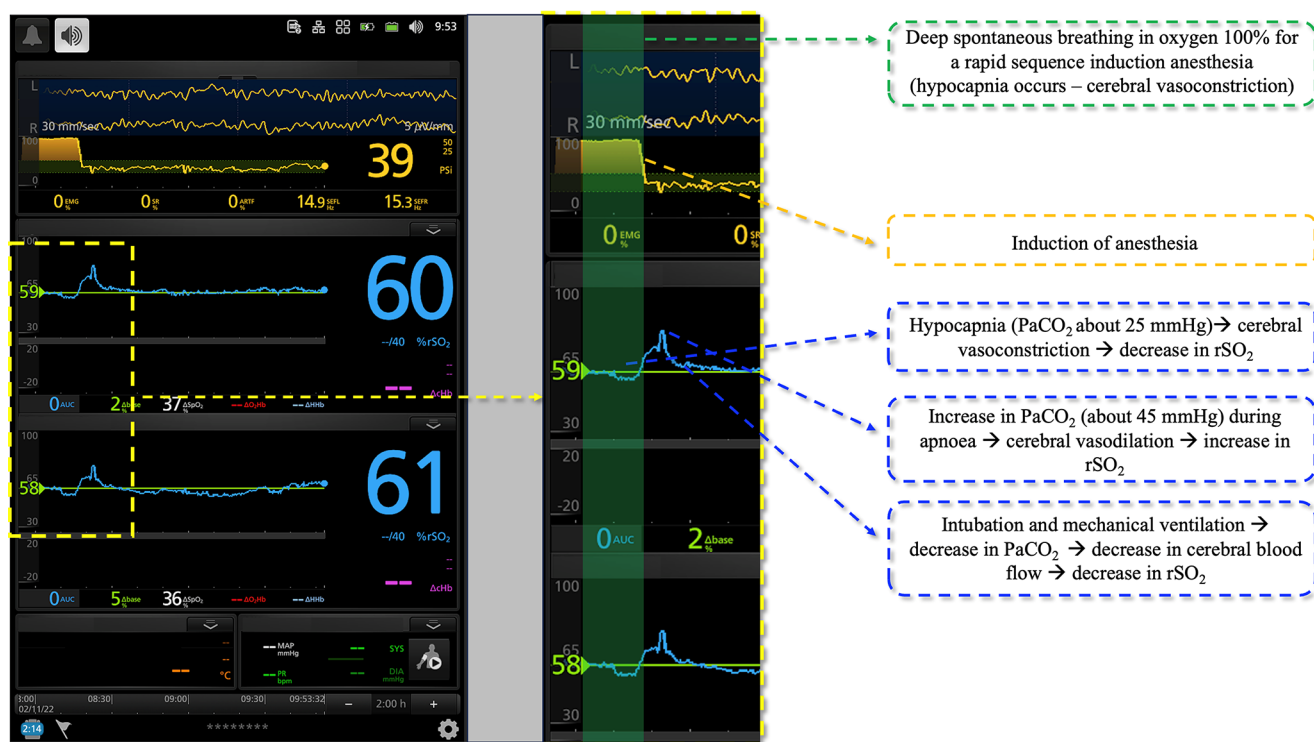 9:53
L
R
30 mm/sec
5 µV/mm
100
0
39
50
25
PSi
0 EMG %
0 SR %
0 ARTF %
14.9 SEFL Hz
15.3 SEFR Hz
100
65
59
30
60
--/40 %rSO₂
20
-20
--
--
-- ΔcHb
0 AUC
2 Δbase %
37 ΔSpO₂ %
-- ΔO₂Hb
-- ΔHHb
100
65
58
30
61
--/40 %rSO₂
20
-20
--
--
-- ΔcHb
0 AUC
5 Δbase %
36 ΔSpO₂ %
-- ΔO₂Hb
-- ΔHHb
--
--
-- °C
-- MAP mmHg
-- SYS
-- PR bpm
-- DIA mmHg
3:00
08:30
09:00
09:30
09:53:32
02/11/22
− 2:00 h +
2:14
********
L
R
30 mm/sec
100
0
0 EMG %
0 SR %
100
65
59
30
20
-20
0 AUC
2 Δbase %
100
65
58
30
Deep spontaneous breathing in oxygen 100% for
a rapid sequence induction anesthesia
(hypocapnia occurs – cerebral vasoconstriction)
Induction of anesthesia
Hypocapnia (PaCO₂ about 25 mmHg)→ cerebral
vasoconstriction → decrease in rSO₂
Increase in PaCO₂ (about 45 mmHg) during
apnoea → cerebral vasodilation → increase in
rSO₂
Intubation and mechanical ventilation →
decrease in PaCO₂ → decrease in cerebral blood
flow → decrease in rSO₂